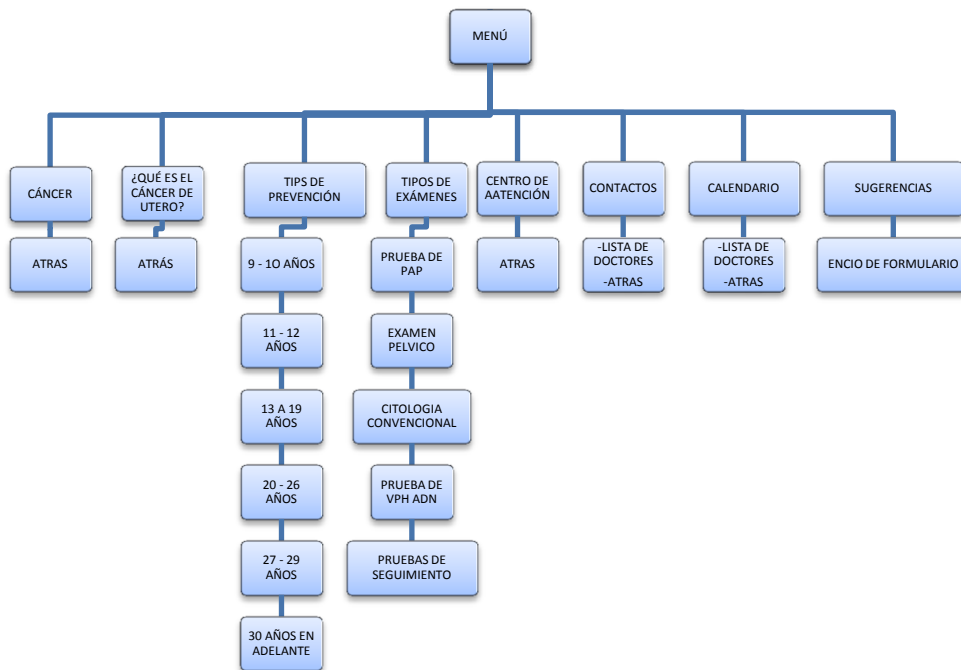 MENÚ
CÁNCER
¿QUÉ ES EL
CÁNCER DE
UTERO?
TIPS DE
PREVENCIÓN
TIPOS DE
EXÁMENES
CENTRO DE
AATENCIÓN
CONTACTOS
CALENDARIO
SUGERENCIAS
ATRAS
ATRÁS
9 - 1O AÑOS
PRUEBA DE
PAP
ATRAS
-LISTA DE
DOCTORES
-ATRAS
-LISTA DE
DOCTORES
-ATRAS
ENCIO DE FORMULARIO
11 - 12
AÑOS
EXAMEN
PELVICO
13 A 19
AÑOS
CITOLOGIA
CONVENCIONAL
20 - 26
AÑOS
PRUEBA DE
VPH ADN
27 - 29
AÑOS
PRUEBAS DE
SEGUIMIENTO
30 AÑOS EN
ADELANTE